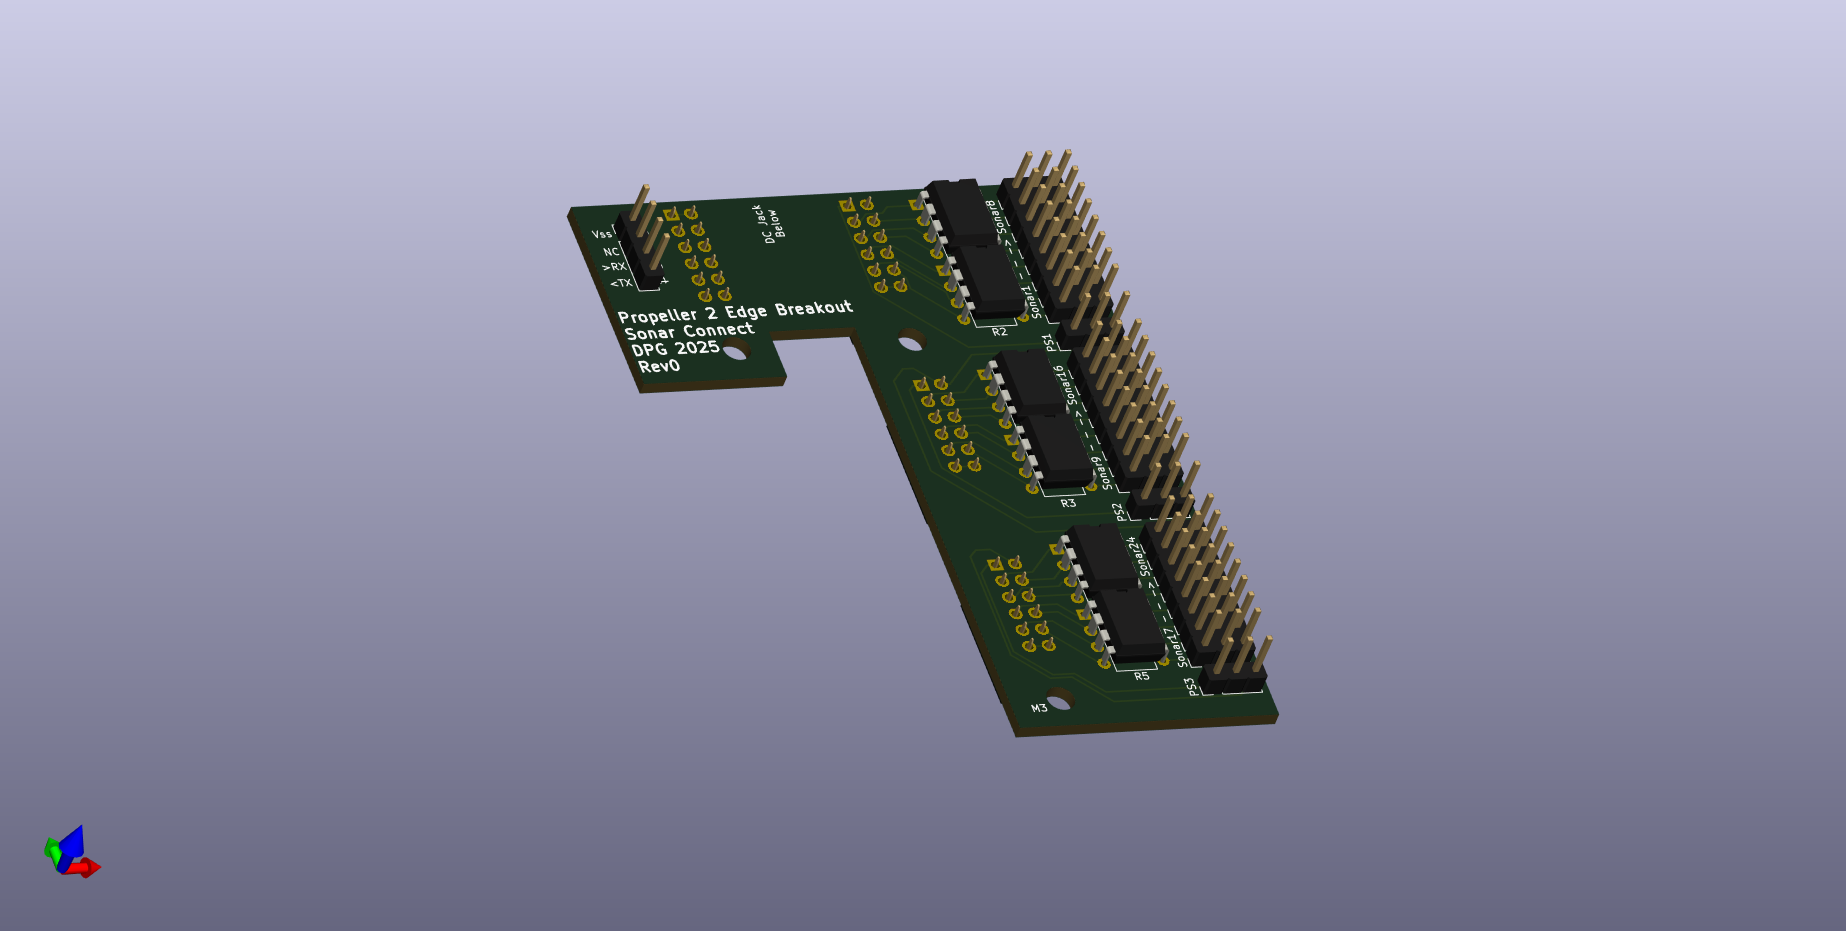 Vss
NC
>RX
<TX
+
DC Jack
Below
Propeller 2 Edge Breakout
Sonar Connect
DPG 2025
Rev0
Sonar1 <----> Sonar8
R2
PS1
Sonar9 <----> Sonar16
R3
PS2
Sonar17 <----> Sonar24
R5
PS3
M3